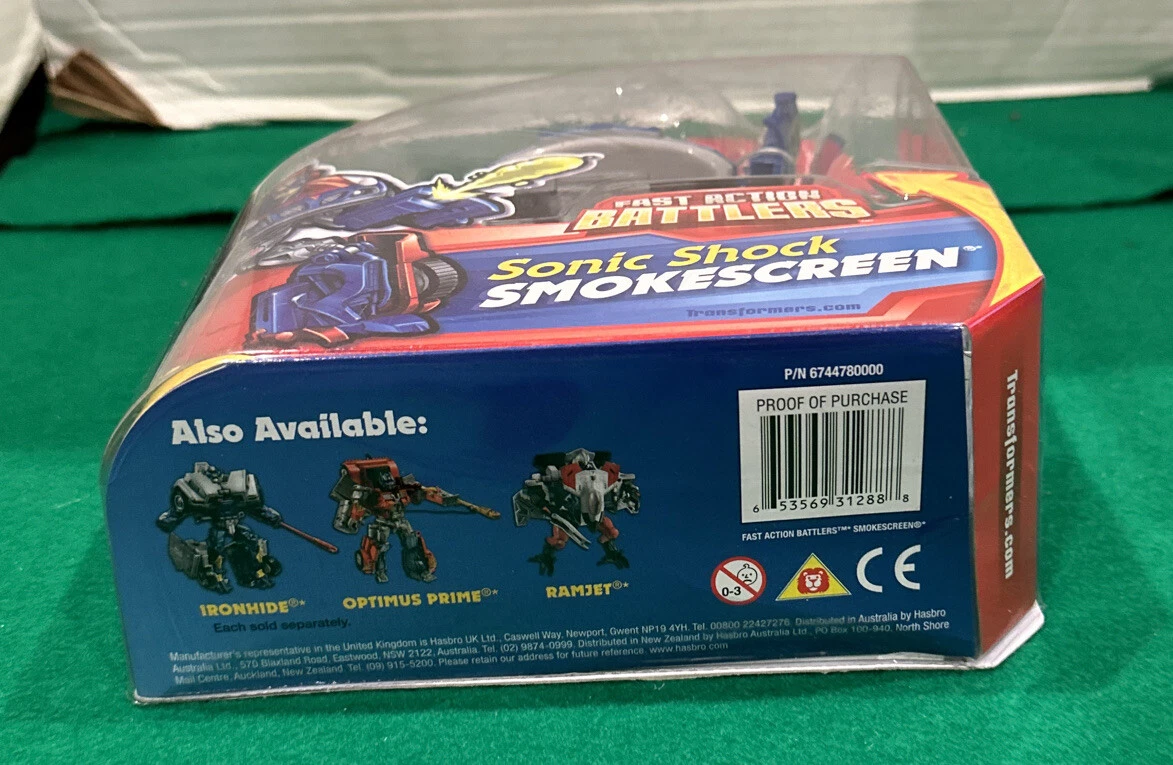 FAST ACTION
BATTLERS™
Sonic Shock
SMOKESCREEN™*
Transformers.com
Transformers.com
Also Available:
IRONHIDE®*
OPTIMUS PRIME®*
RAMJET®*
Each sold separately.
P/N 6744780000
PROOF OF PURCHASE
6 53569 31288 8
FAST ACTION BATTLERS™* SMOKESCREEN®*
0-3
CE
Manufacturer's representative in the United Kingdom is Hasbro UK Ltd., Caswell Way, Newport, Gwent NP19 4YH. Tel. 00800 22427276. Distributed in Australia by Hasbro
Australia Ltd., 570 Blaxland Road, Eastwood, NSW 2122, Australia. Tel. (02) 9874-0999. Distributed in New Zealand by Hasbro Australia Ltd., PO Box 100-940, North Shore
Mail Centre, Auckland, New Zealand. Tel. (09) 915-5200. Please retain our address for future reference. www.hasbro.com